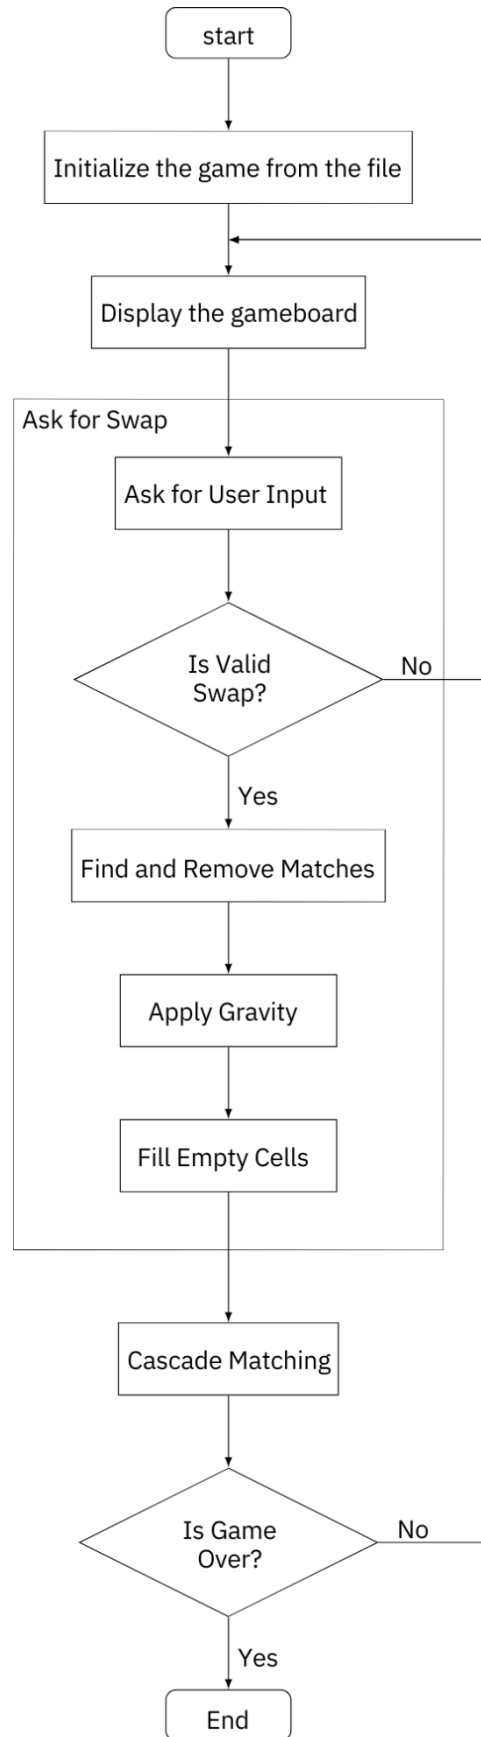 start
Initialize the game from the file
Display the gameboard
Ask for Swap
Ask for User Input
Is Valid
Swap?
No
Yes
Find and Remove Matches
Apply Gravity
Fill Empty Cells
Cascade Matching
Is Game
Over?
No
Yes
End